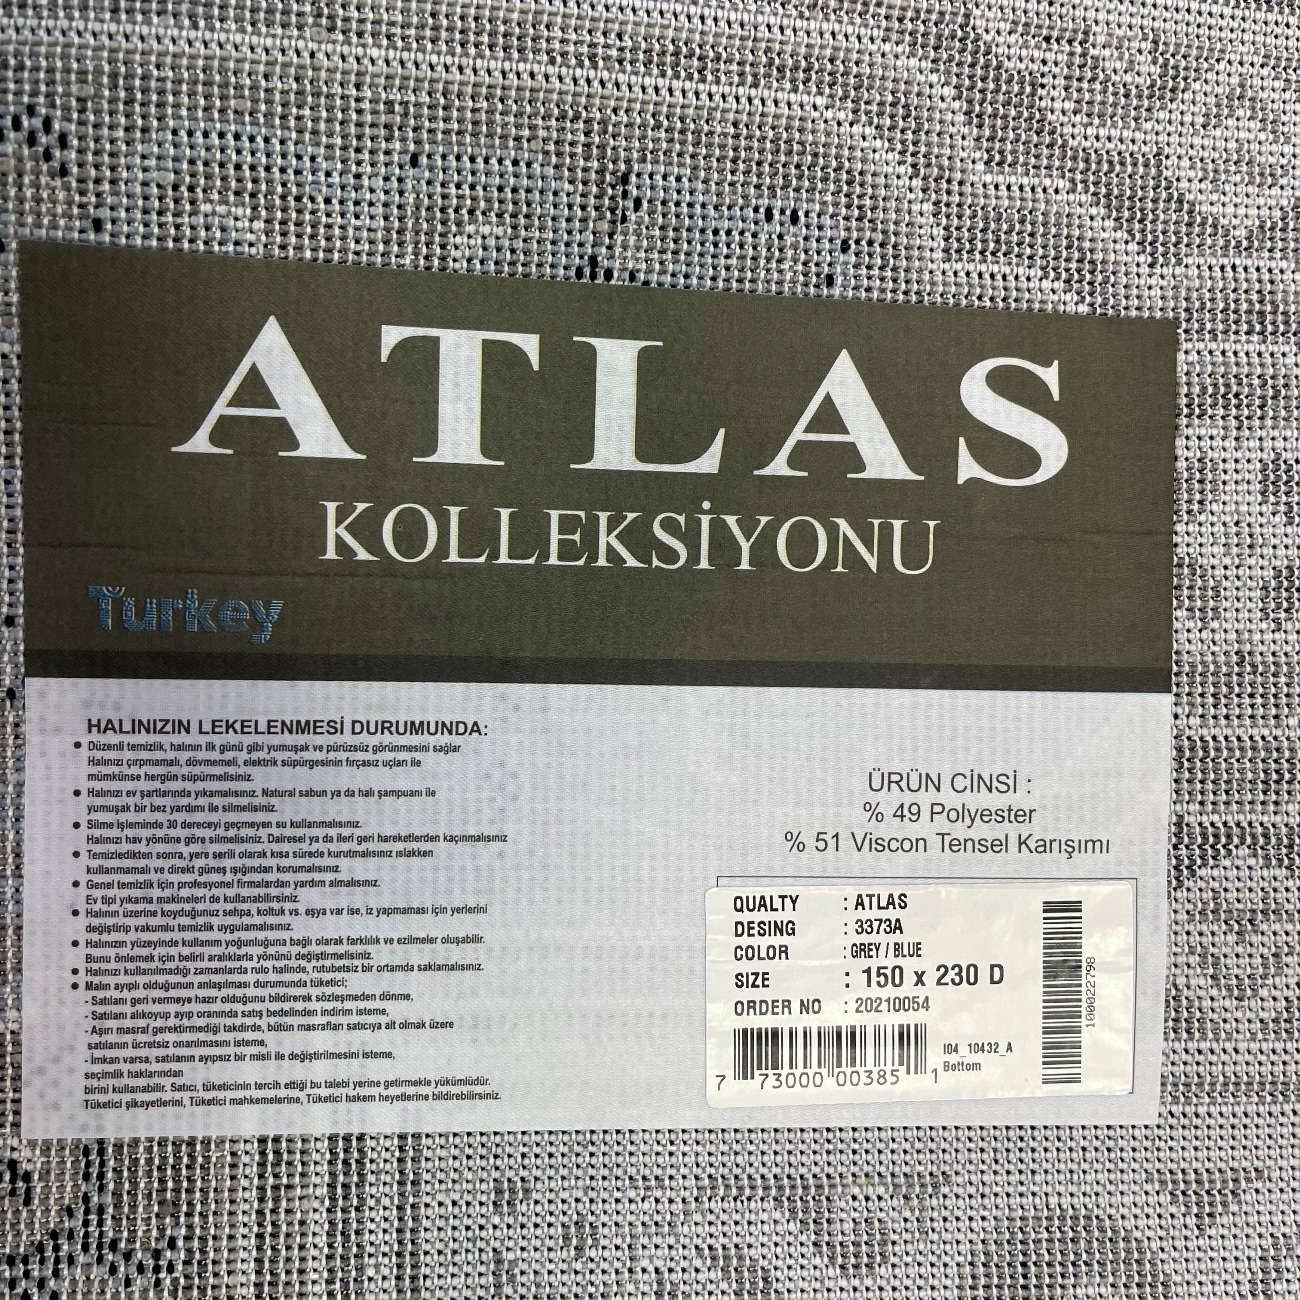 ATLAS
KOLLEKSİYONU
Turkey
HALINIZIN LEKELENMESİ DURUMUNDA:
● Düzenli temizlik, halının ilk günü gibi yumuşak ve pürüzsüz görünmesini sağlar
Halınızı çırpmamalı, dövmemeli, elektrik süpürgesinin fırçasız uçları ile
mümkünse hergün süpürmelisiniz.
● Halınızı ev şartlarında yıkamalısınız. Natural sabun ya da halı şampuanı ile
yumuşak bir bez yardımı ile silmelisiniz.
● Silme işleminde 30 dereceyi geçmeyen su kullanmalısınız.
Halınızı hav yönüne göre silmelisiniz. Dairesel ya da ileri geri hareketlerden kaçınmalısınız
● Temizledikten sonra, yere serili olarak kısa sürede kurutmalısınız ıslakken
kullanmamalı ve direkt güneş ışığından korumalısınız.
● Genel temizlik için profesyonel firmalardan yardım almalısınız.
Ev tipi yıkama makineleri de kullanabilirsiniz.
● Halının üzerine koyduğunuz sehpa, koltuk vs. eşya var ise, iz yapmaması için yerlerini
değiştirip vakumlu temizlik uygulamalısınız.
● Halınızın yüzeyinde kullanım yoğunluğuna bağlı olarak farklılık ve ezilmeler oluşabilir.
Bunu önlemek için belirli aralıklarla yönünü değiştirmelisiniz.
● Halınızı kullanılmadığı zamanlarda rulo halinde, rutubetsiz bir ortamda saklamalısınız.
● Malın ayıplı olduğunun anlaşılması durumunda tüketici;
- Satılanı geri vermeye hazır olduğunu bildirerek sözleşmeden dönme,
- Satılanı alıkoyup ayıp oranında satış bedelinden indirim isteme,
- Aşırı masraf gerektirmediği takdirde, bütün masrafları satıcıya ait olmak üzere
satılanın ücretsiz onarılmasını isteme,
- İmkan varsa, satılanın ayıpsız bir misli ile değiştirilmesini isteme,
seçimlik haklarından
birini kullanabilir. Satıcı, tüketicinin tercih ettiği bu talebi yerine getirmekle yükümlüdür.
Tüketici şikayetlerini, Tüketici mahkemelerine, Tüketici hakem heyetlerine bildirebilirsiniz.
ÜRÜN CİNSİ :
% 49 Polyester
% 51 Viscon Tensel Karışımı
QUALTY : ATLAS
DESING : 3373A
COLOR : GREY / BLUE
SIZE : 150 x 230 D
ORDER NO : 20210054
7 73000 00385 1
I04_10432_A
Bottom
100022798